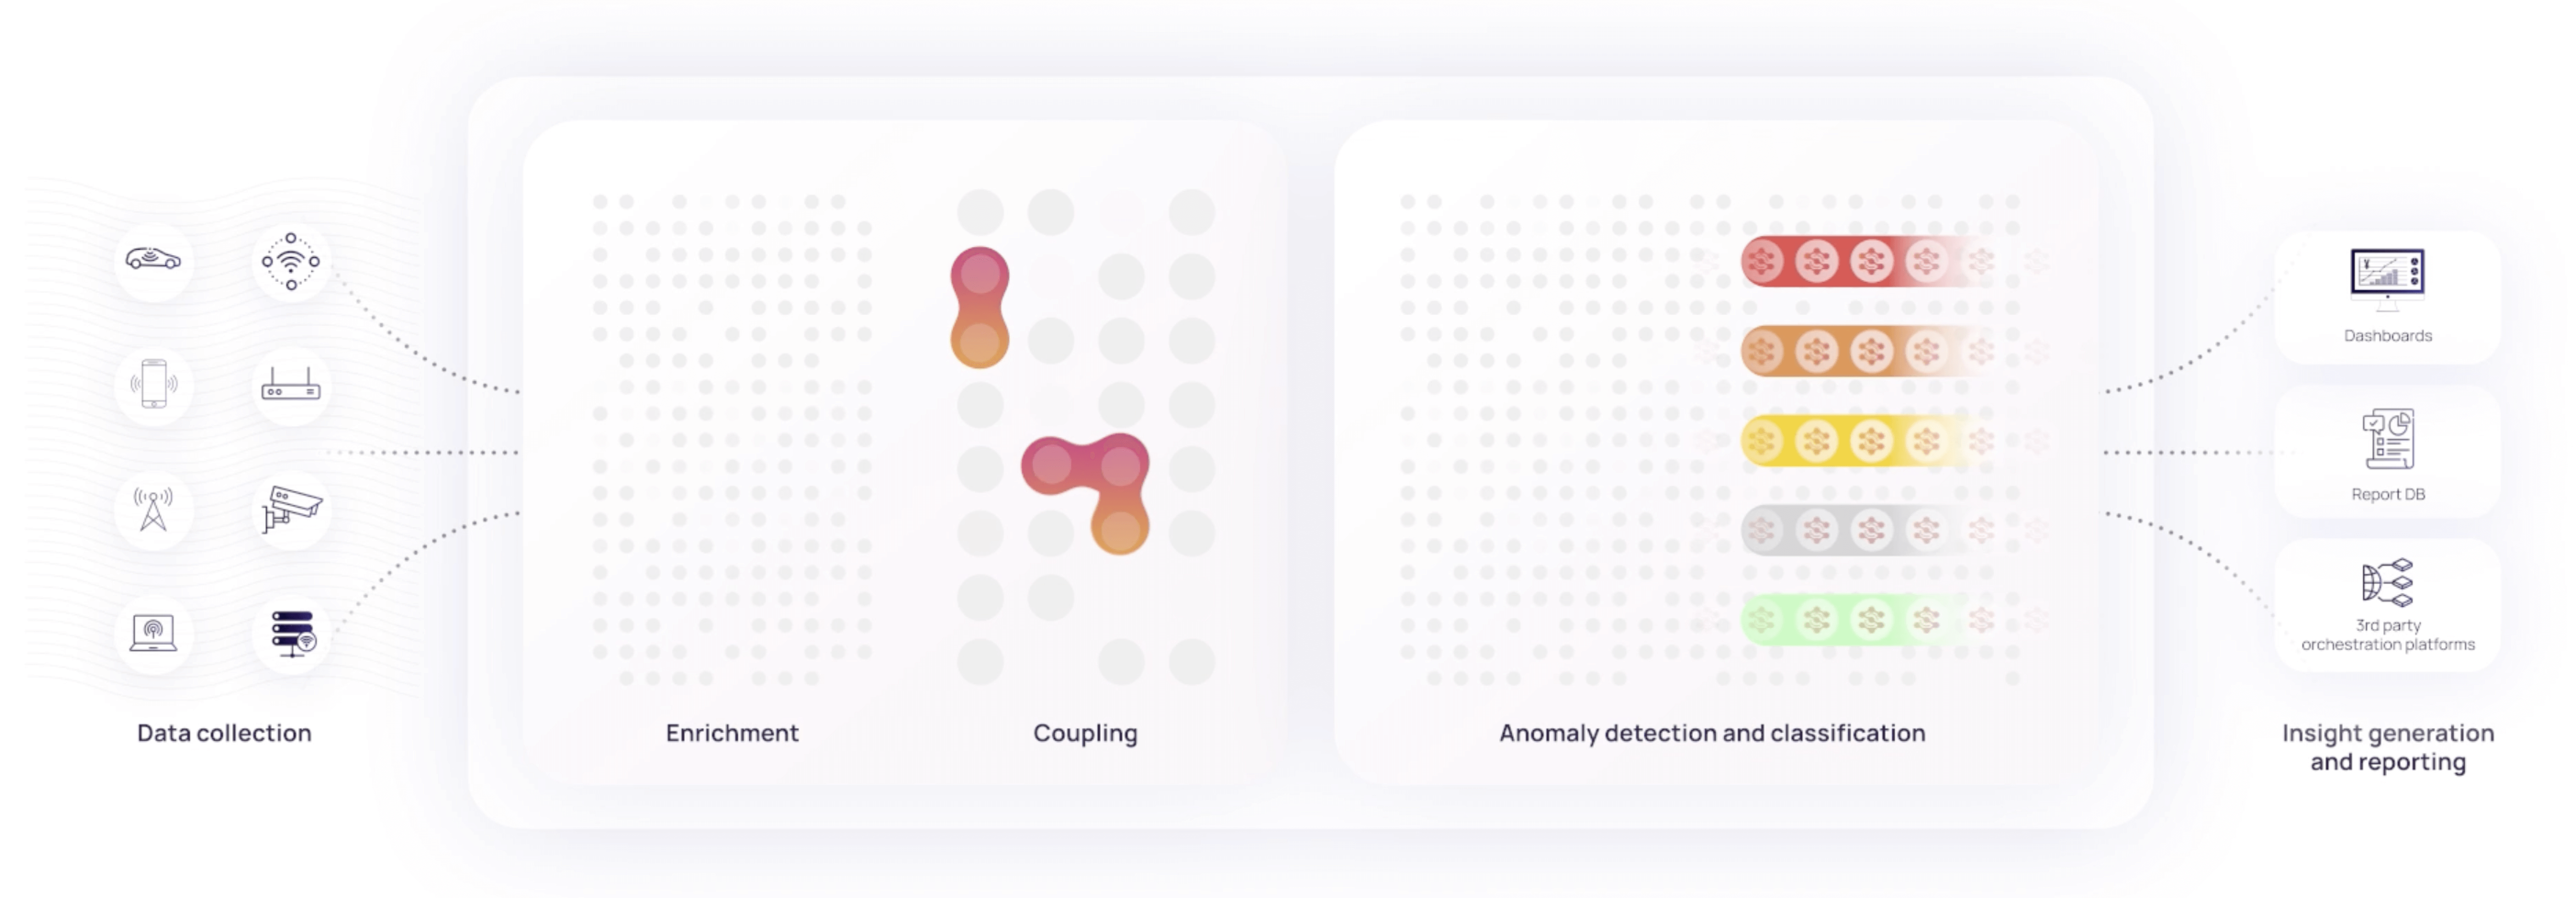 Data collection
Enrichment
Coupling
Anomaly detection and classification
Dashboards
Report DB
3rd party
orchestration platforms
Insight generation
and reporting